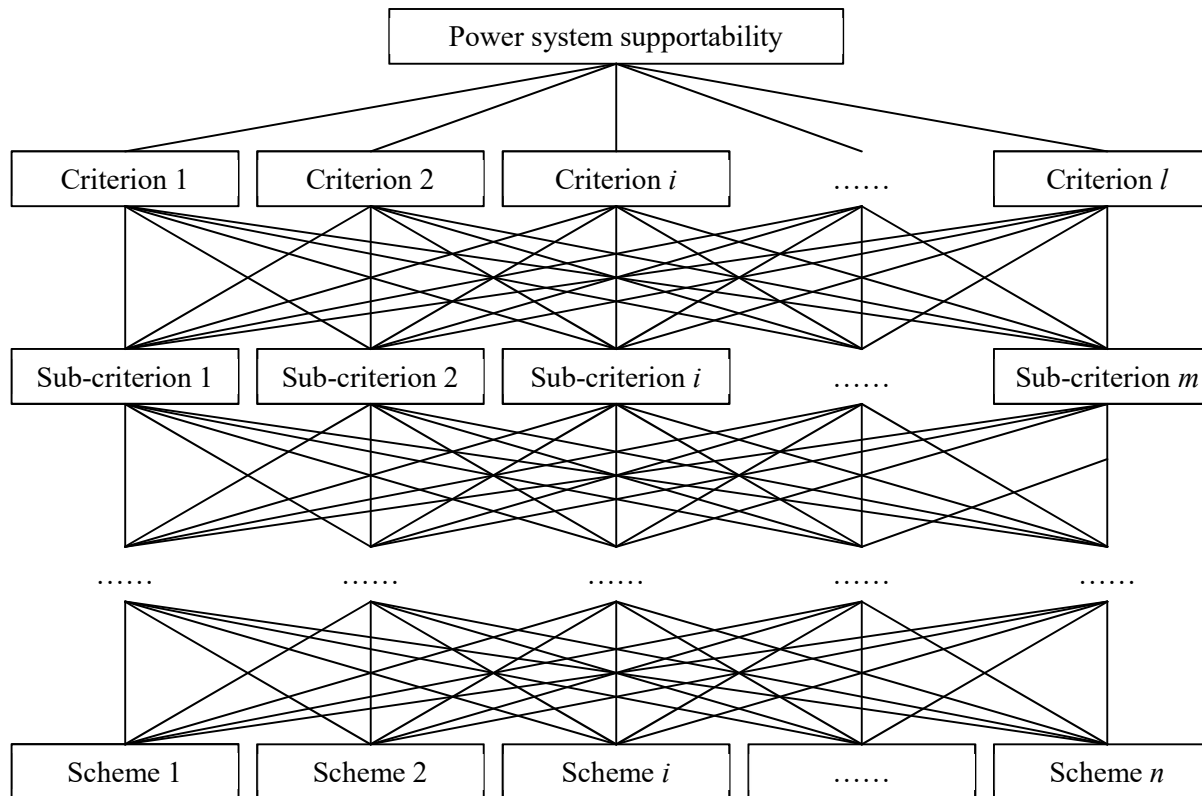 Power system supportability
Criterion 1 Criterion 2 Criterion i …… Criterion l
Sub-criterion 1 Sub-criterion 2 Sub-criterion i …… Sub-criterion m
…… …… …… …… ……
Scheme 1 Scheme 2 Scheme i …… Scheme n